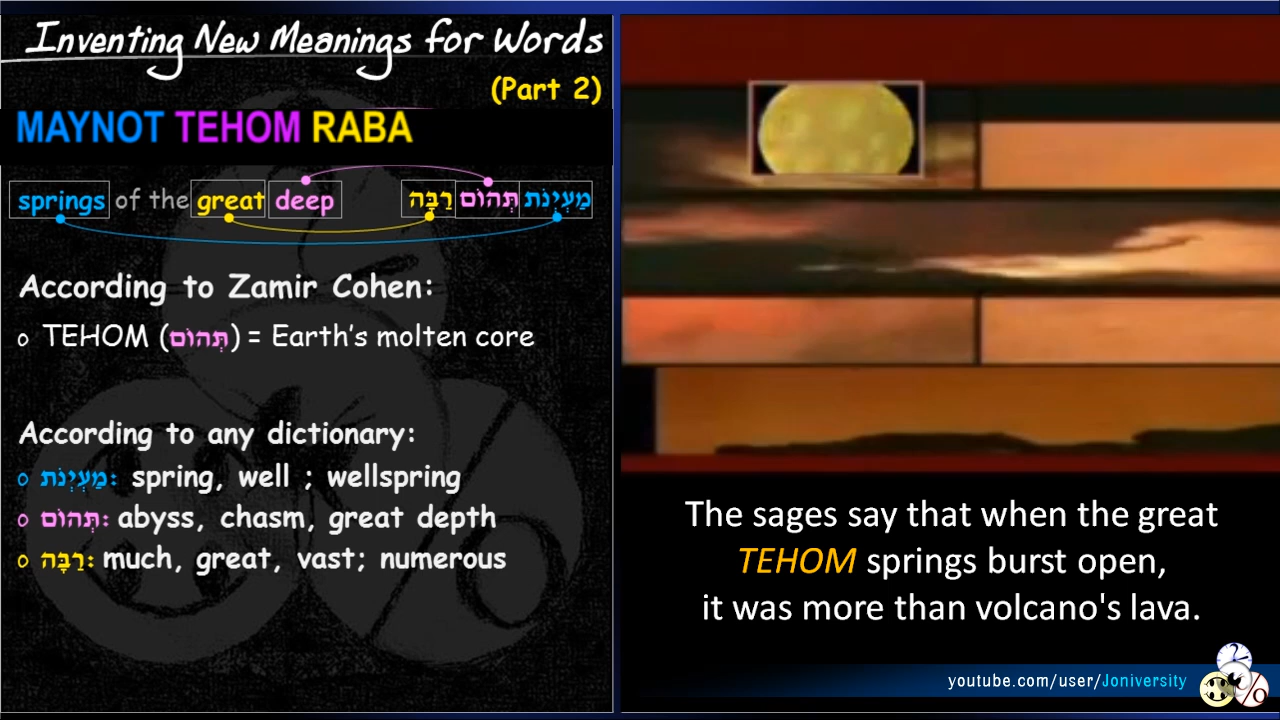 Inventing New Meanings for Words
(Part 2)
MAYNOT TEHOM RABA
springs of the great deep
מַעְיְנֹת תְּהוֹם רַבָּה
According to Zamir Cohen:
o TEHOM (תְּהוֹם) = Earth's molten core
According to any dictionary:
o מַעְיְנֹת: spring, well ; wellspring
o תְּהוֹם: abyss, chasm, great depth
o רַבָּה: much, great, vast; numerous
The sages say that when the great
TEHOM springs burst open,
it was more than volcano's lava.
youtube.com/user/Joniversity